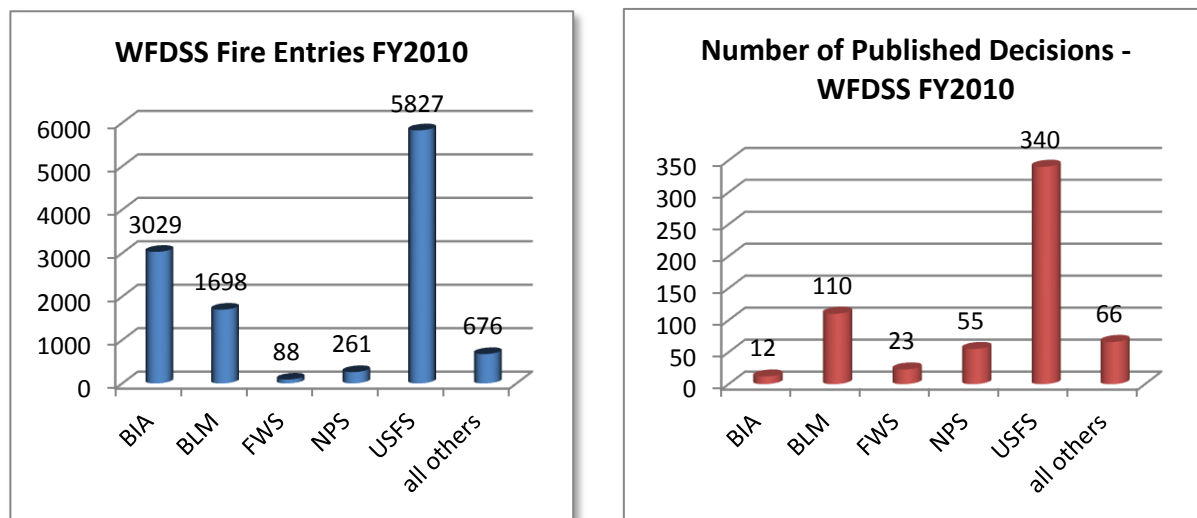 WFDSS Fire Entries FY2010
5827
6000
5000
4000
3029
3000
1698
2000
676
1000
261
88
0
BIA
BLM
FWS
NPS
USFS
all others
Number of Published Decisions -
WFDSS FY2010
340
350
300
250
200
150
110
100
66
55
50
23
12
0
BIA
BLM
FWS
NPS
USFS
all others